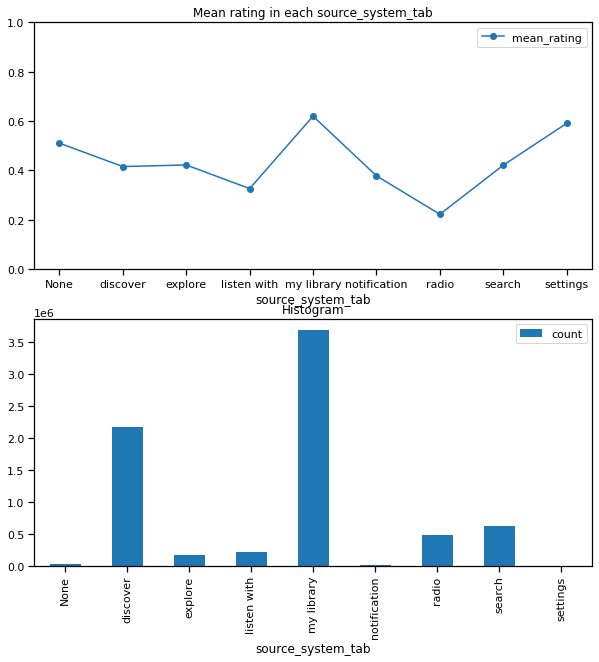 Mean rating in each source_system_tab
1.0
mean_rating
0.8
0.6
0.4
0.2
0.0
None discover explore listen with my library notification radio search settings
source_system_tab
Histogram
1e6
count
3.5
3.0
2.5
2.0
1.5
1.0
0.5
0.0
None discover explore listen with my library notification radio search settings
source_system_tab